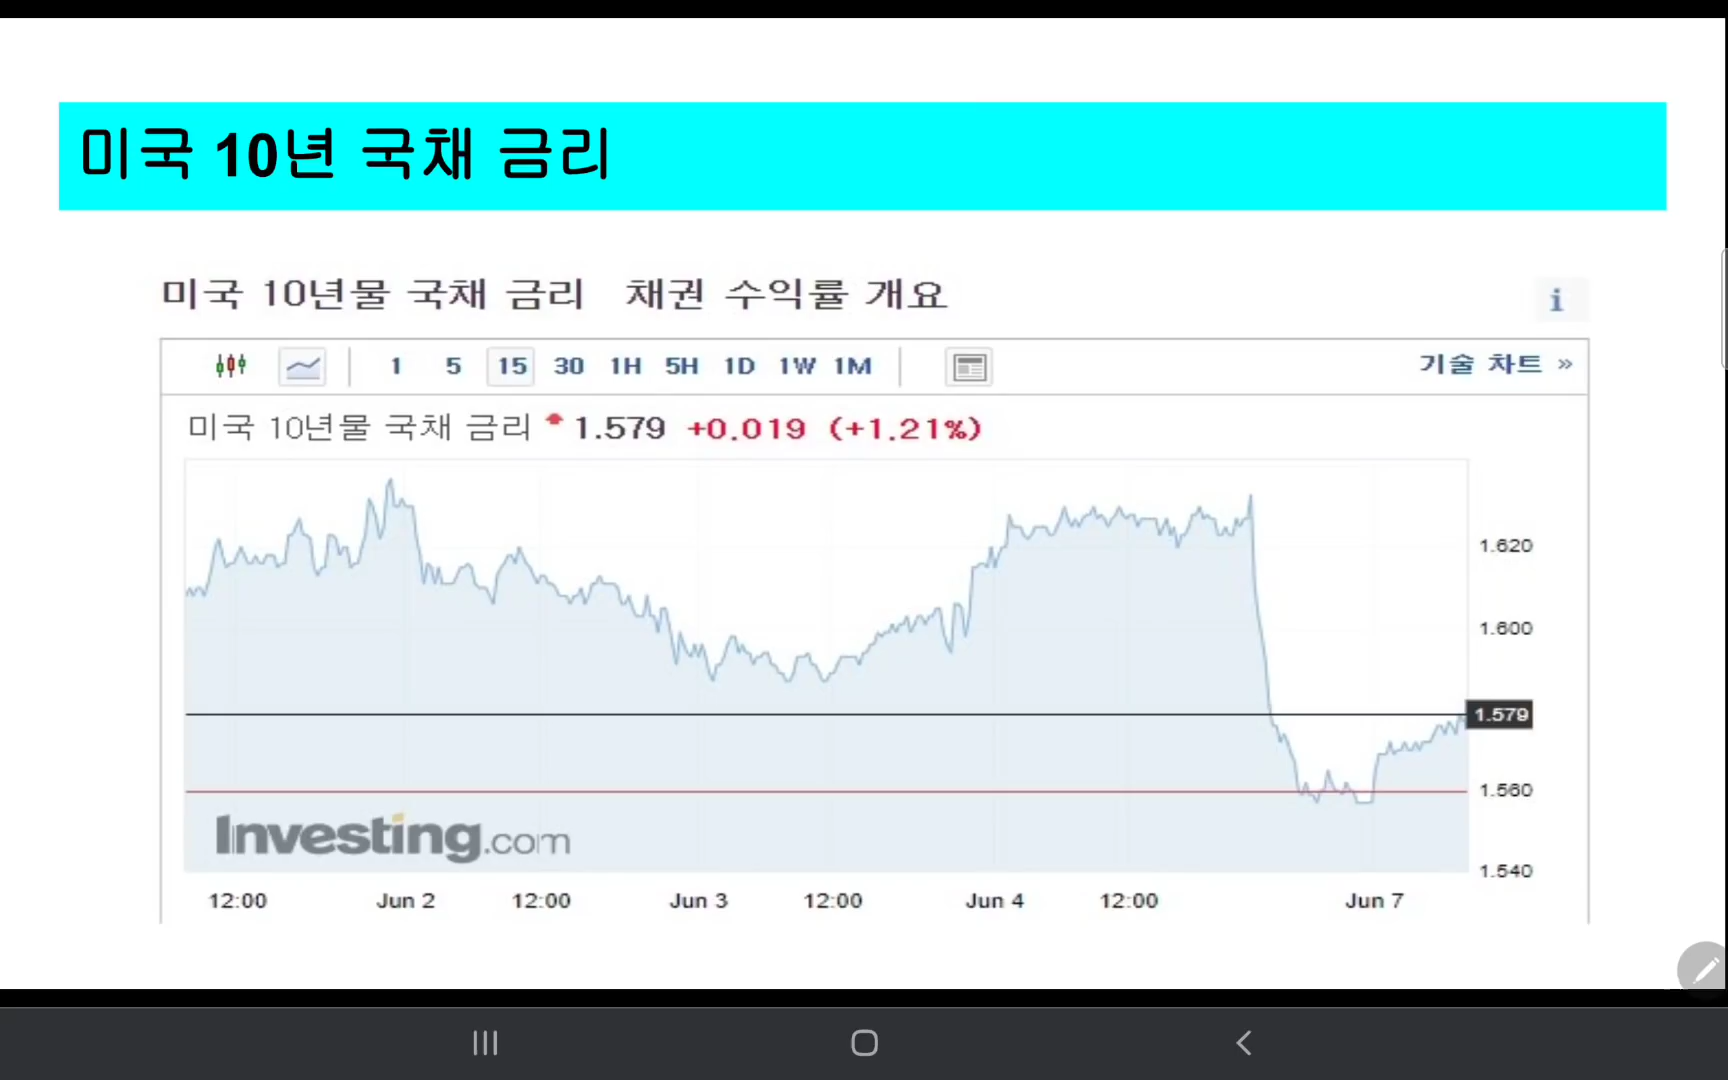 미국 10년 국채 금리
미국 10년물 국채 금리 채권 수익률 개요
i
1 5 15 30 1H 5H 1D 1W 1M 기술 차트 »
미국 10년물 국채 금리 1.579 +0.019 (+1.21%)
1.620
1.600
1.579
1.560
1.540
Investing.com
12:00 Jun 2 12:00 Jun 3 12:00 Jun 4 12:00 Jun 7